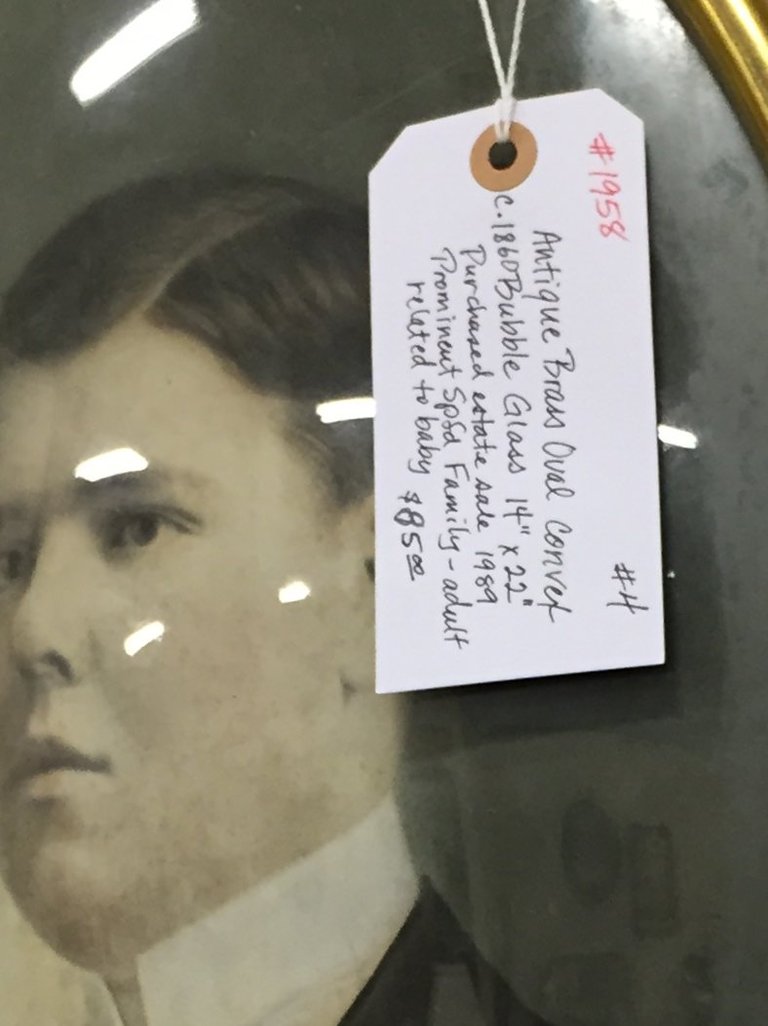 #1958
#4
Antique Brass Oval Convex
C.1860 Bubble Glass 14" x 22"
Purchased estate sale 1989
Prominent Spfd Family - adult
related to baby $85.00